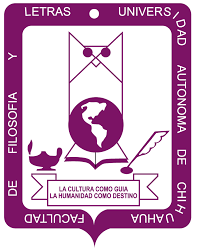 FACULTAD DE FILOSOFIA Y LETRAS UNIVERSIDAD AUTONOMA DE CHIHUAHUA
LA CULTURA COMO GUIA
LA HUMANIDAD COMO DESTINO